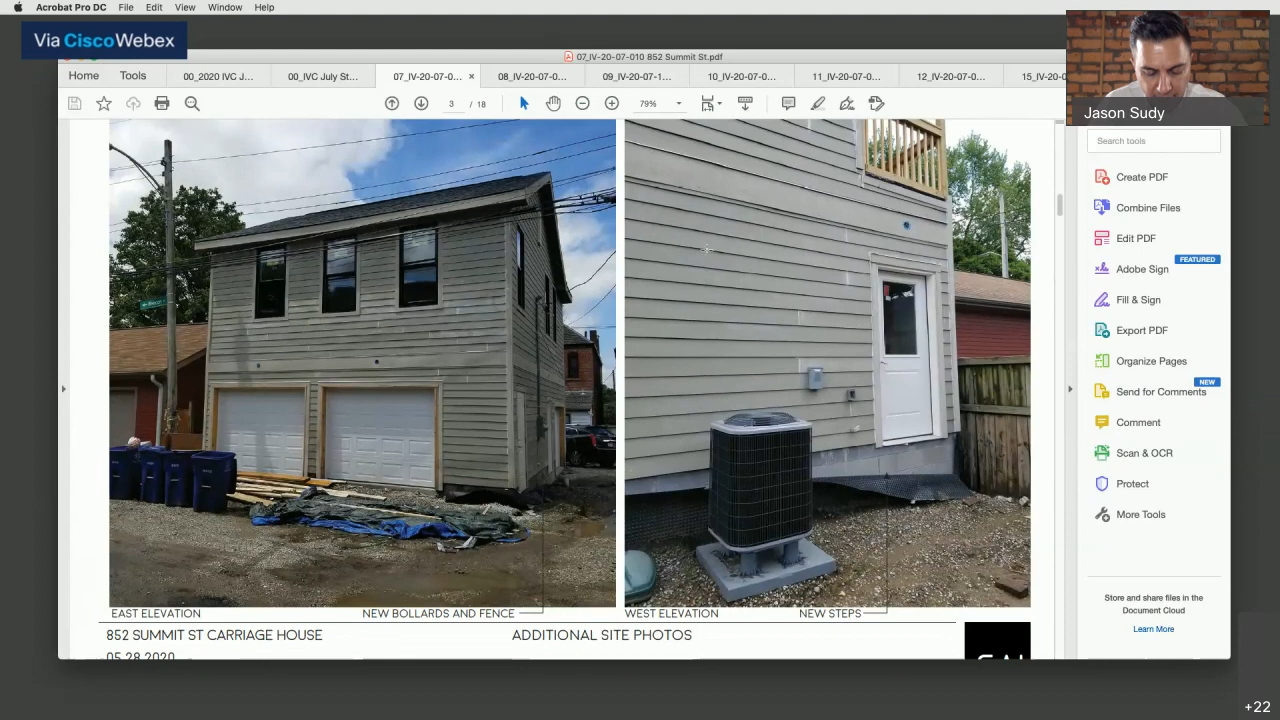 Acrobat Pro DC File Edit View Window Help
Via CiscoWebex
07_IV-20-07-010 852 Summit St.pdf
Home Tools 00_2020 IVC J... 00_IVC July St... 07_IV-20-07-0... × 08_IV-20-07-0... 09_IV-20-07-1... 10_IV-20-07-0... 11_IV-20-07-0... 12_IV-20-07-0... 15_IV-20-0
3 / 18 79%
Jason Sudy
Search tools
Create PDF
Combine Files
Edit PDF
FEATURED
Adobe Sign
Fill & Sign
Export PDF
Organize Pages
NEW
Send for Comments
Comment
Scan & OCR
Protect
More Tools
Store and share files in the
Document Cloud
Learn More
EAST ELEVATION NEW BOLLARDS AND FENCE WEST ELEVATION NEW STEPS
852 SUMMIT ST CARRIAGE HOUSE ADDITIONAL SITE PHOTOS
05.28.2020
+22